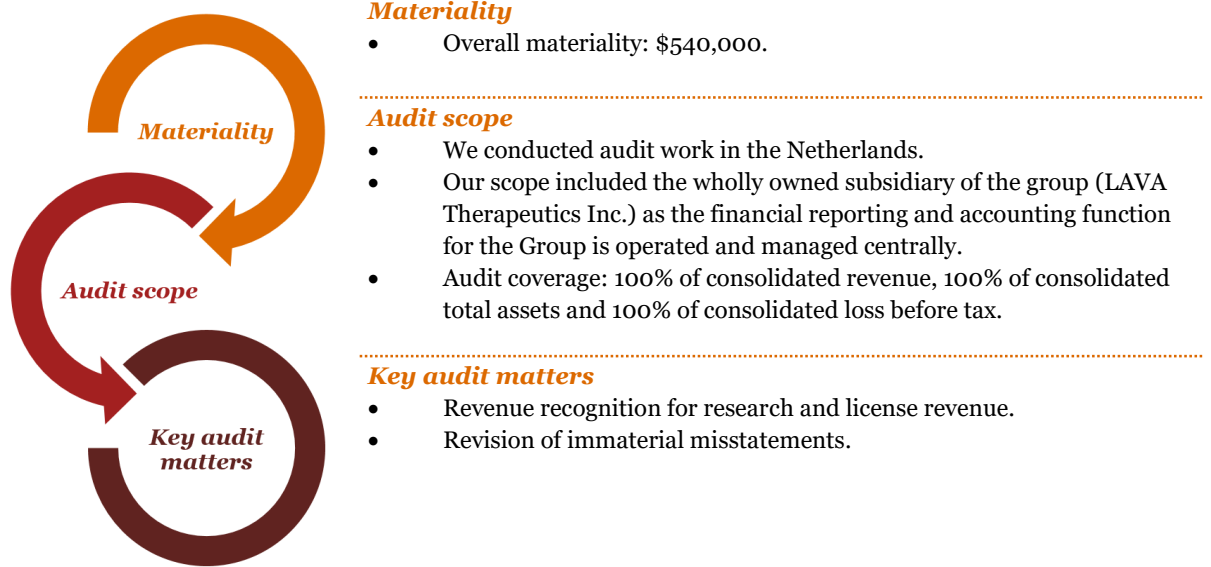 Materiality
• Overall materiality: $540,000.
Materiality
Audit scope
• We conducted audit work in the Netherlands.
• Our scope included the wholly owned subsidiary of the group (LAVA
Therapeutics Inc.) as the financial reporting and accounting function
for the Group is operated and managed centrally.
• Audit coverage: 100% of consolidated revenue, 100% of consolidated
total assets and 100% of consolidated loss before tax.
Audit scope
Key audit matters
• Revenue recognition for research and license revenue.
• Revision of immaterial misstatements.
Key audit
matters